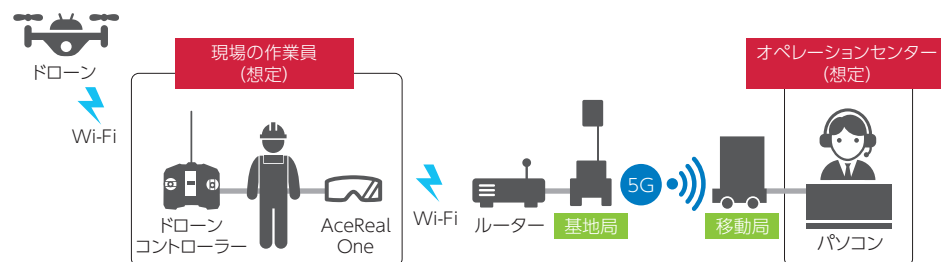 ドローン
Wi-Fi
現場の作業員
(想定)
ドローン
コントローラー
AceReal
One
Wi-Fi
ルーター
基地局
5G
移動局
オペレーションセンター
(想定)
パソコン